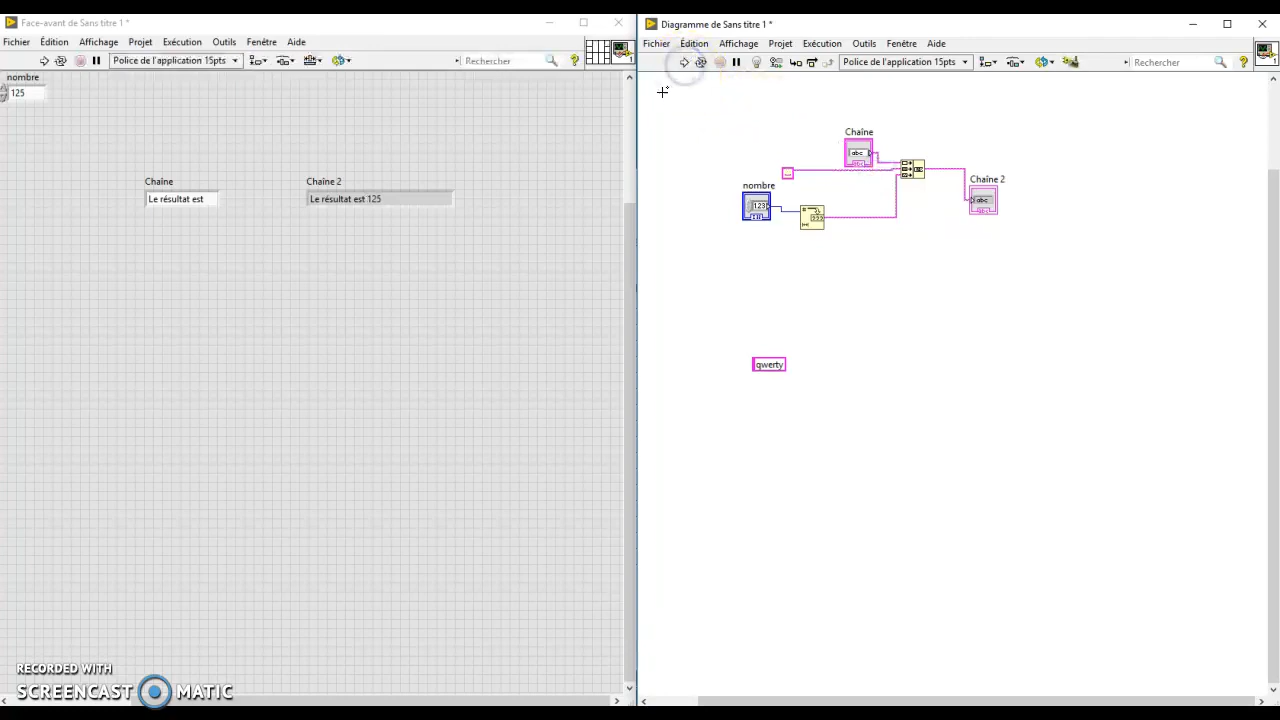 Face-avant de Sans titre 1 *
Fichier Édition Affichage Projet Exécution Outils Fenêtre Aide
Police de l'application 15pts
Rechercher
nombre
125
Chaîne
Le résultat est
Chaîne 2
Le résultat est 125
RECORDED WITH
SCREENCAST MATIC
Diagramme de Sans titre 1 *
Fichier Édition Affichage Projet Exécution Outils Fenêtre Aide
Police de l'application 15pts
Rechercher
Chaîne
abc
nombre
123
Chaîne 2
abc
qwerty